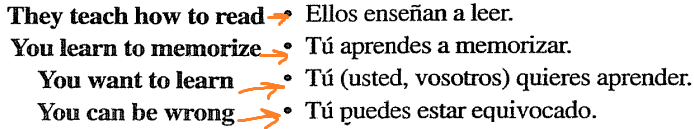 They teach how to read • Ellos enseñan a leer.
You learn to memorize • Tú aprendes a memorizar.
You want to learn • Tú (usted, vosotros) quieres aprender.
You can be wrong • Tú puedes estar equivocado.